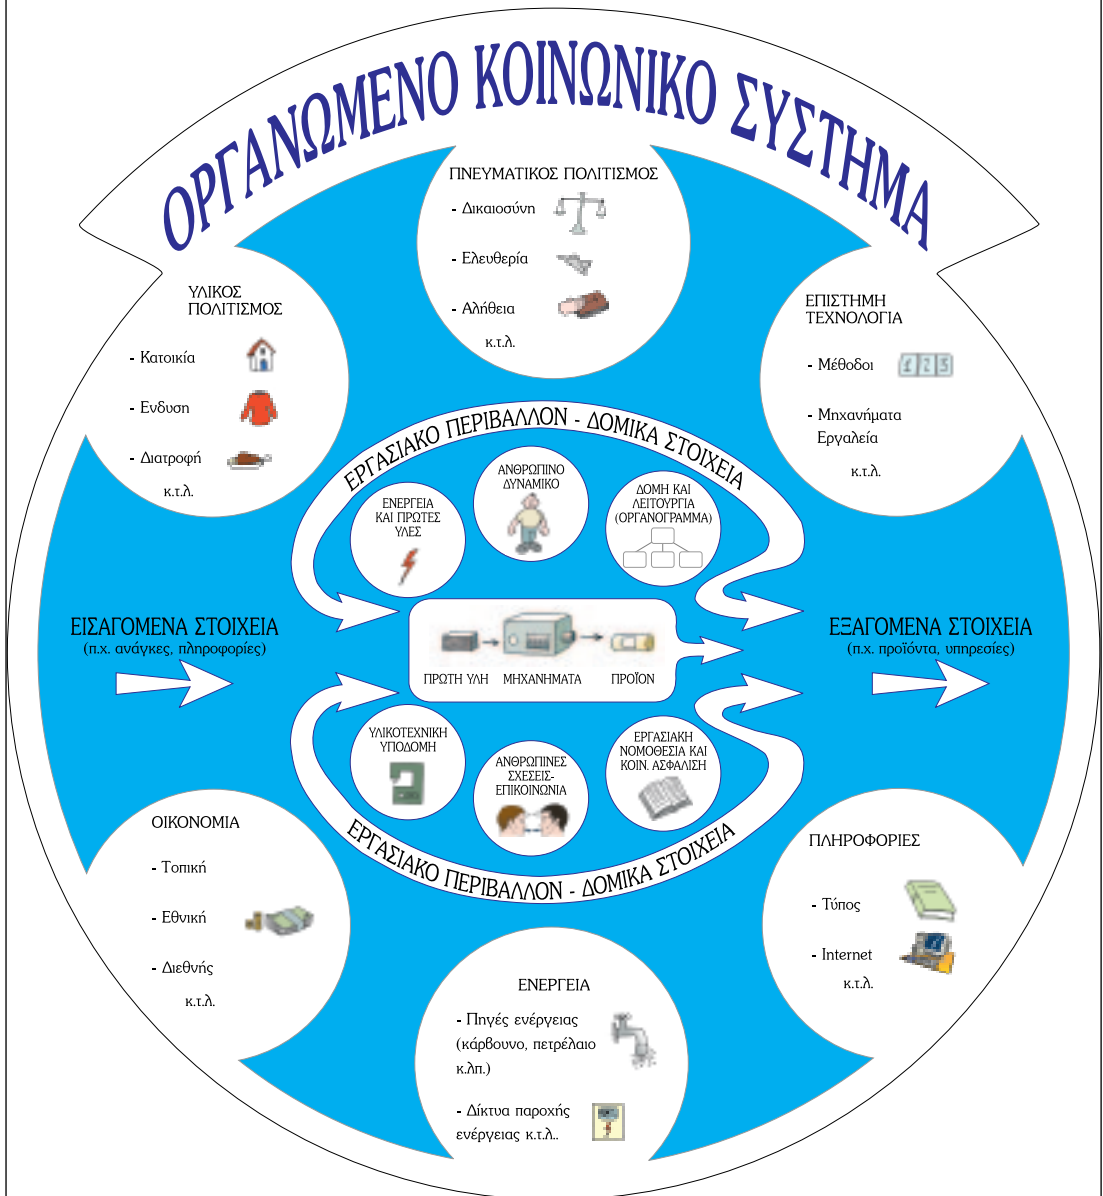 ΟΡΓΑΝΩΜΕΝΟ ΚΟΙΝΩΝΙΚΟ ΣΥΣΤΗΜΑ
ΠΝΕΥΜΑΤΙΚΟΣ ΠΟΛΙΤΙΣΜΟΣ
- Δικαιοσύνη
- Ελευθερία
- Αλήθεια
κ.τ.λ.
ΥΛΙΚΟΣ
ΠΟΛΙΤΙΣΜΟΣ
- Κατοικία
- Ενδυση
- Διατροφή
κ.τ.λ.
ΕΠΙΣΤΗΜΗ
ΤΕΧΝΟΛΟΓΙΑ
- Μέθοδοι
- Μηχανήματα
Εργαλεία
κ.τ.λ.
ΕΡΓΑΣΙΑΚΟ ΠΕΡΙΒΑΛΛΟΝ - ΔΟΜΙΚΑ ΣΤΟΙΧΕΙΑ
ΕΝΕΡΓΕΙΑ
ΚΑΙ ΠΡΩΤΕΣ
ΥΛΕΣ
ΑΝΘΡΩΠΙΝΟ
ΔΥΝΑΜΙΚΟ
ΔΟΜΗ ΚΑΙ
ΛΕΙΤΟΥΡΓΙΑ
(ΟΡΓΑΝΟΓΡΑΜΜΑ)
ΕΙΣΑΓΟΜΕΝΑ ΣΤΟΙΧΕΙΑ
(π.χ. ανάγκες, πληροφορίες)
ΠΡΩΤΗ ΥΛΗ
ΜΗΧΑΝΗΜΑΤΑ
ΠΡΟΪΟΝ
ΕΞΑΓΟΜΕΝΑ ΣΤΟΙΧΕΙΑ
(π.χ. προϊόντα, υπηρεσίες)
ΥΛΙΚΟΤΕΧΝΙΚΗ
ΥΠΟΔΟΜΗ
ΑΝΘΡΩΠΙΝΕΣ
ΣΧΕΣΕΙΣ-
ΕΠΙΚΟΙΝΩΝΙΑ
ΕΡΓΑΣΙΑΚΗ
ΝΟΜΟΘΕΣΙΑ ΚΑΙ
ΚΟΙΝ. ΑΣΦΑΛΙΣΗ
ΕΡΓΑΣΙΑΚΟ ΠΕΡΙΒΑΛΛΟΝ - ΔΟΜΙΚΑ ΣΤΟΙΧΕΙΑ
ΟΙΚΟΝΟΜΙΑ
- Τοπική
- Εθνική
- Διεθνής
κ.τ.λ.
ΕΝΕΡΓΕΙΑ
- Πηγές ενέργειας
(κάρβουνο, πετρέλαιο
κ.λπ.)
- Δίκτυα παροχής
ενέργειας κ.τ.λ..
ΠΛΗΡΟΦΟΡΙΕΣ
- Τύπος
- Internet
κ.τ.λ.